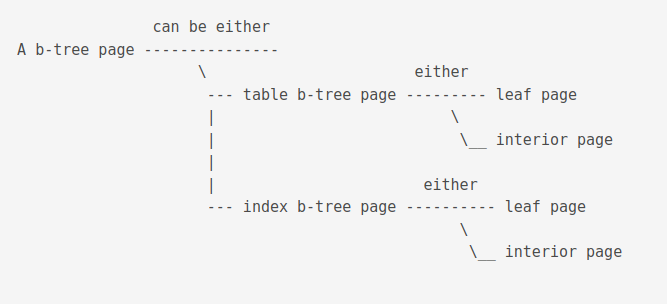 can be either
A b-tree page ---------------
\ either
--- table b-tree page --------- leaf page
| \
| \__ interior page
|
| either
--- index b-tree page ---------- leaf page
\
\__ interior page